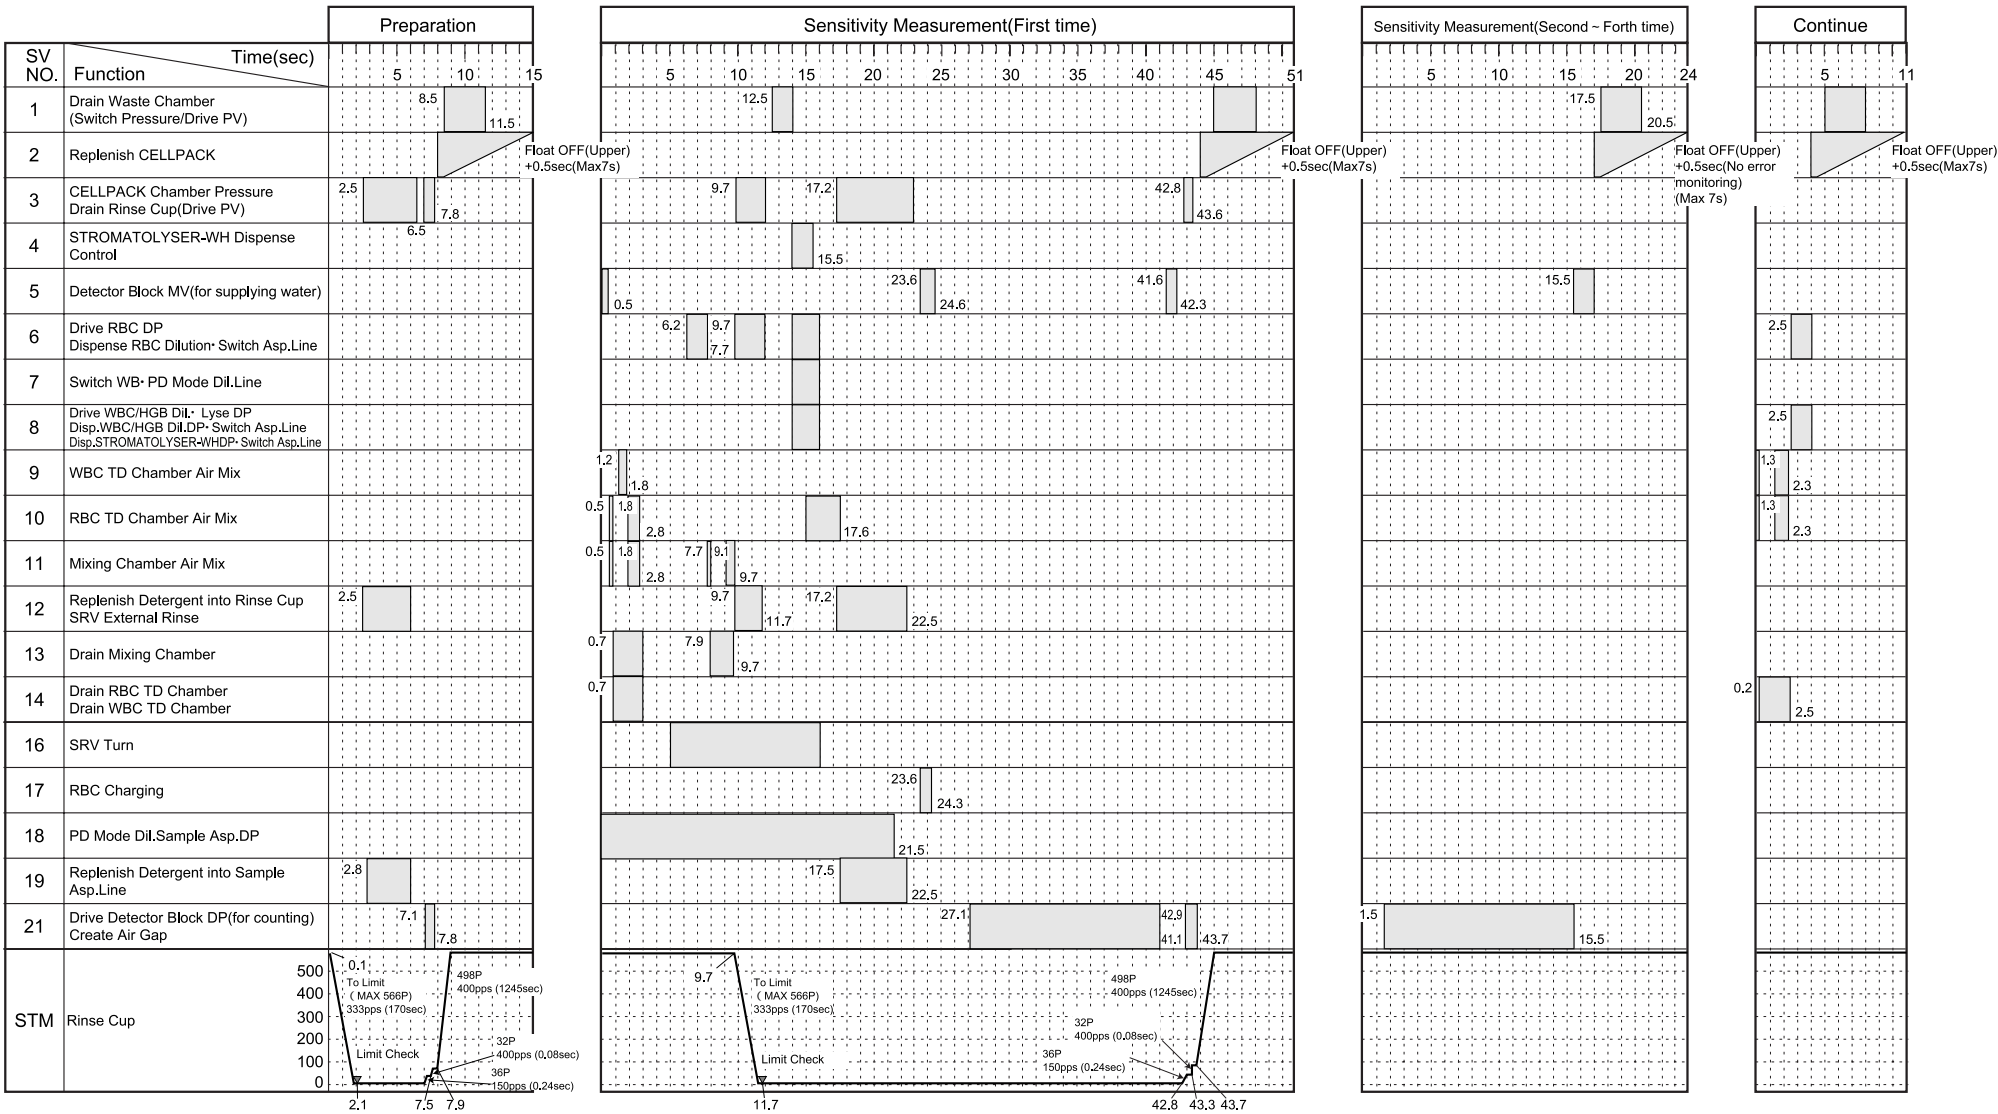 Preparation
Sensitivity Measurement(First time)
Sensitivity Measurement(Second ~ Forth time)
Continue
SV
NO.
Time(sec)
Function
5 10 15
5 10 15 20 25 30 35 40 45 51
5 10 15 20 24
5 11
1
Drain Waste Chamber
(Switch Pressure/Drive PV)
8.5
11.5
12.5
17.5
20.5
2
Replenish CELLPACK
Float OFF(Upper)
+0.5sec(Max7s)
Float OFF(Upper)
+0.5sec(Max7s)
Float OFF(Upper)
+0.5sec(No error
monitoring)
(Max 7s)
Float OFF(Upper)
+0.5sec(Max7s)
3
CELLPACK Chamber Pressure
Drain Rinse Cup(Drive PV)
2.5
7.8
6.5
9.7
17.2
42.8
43.6
4
STROMATOLYSER-WH Dispense
Control
15.5
5
Detector Block MV(for supplying water)
0.5
23.6
24.6
41.6
42.3
15.5
6
Drive RBC DP
Dispense RBC Dilution• Switch Asp.Line
6.2
7.7
9.7
2.5
7
Switch WB• PD Mode Dil.Line
8
Drive WBC/HGB Dil.• Lyse DP
Disp.WBC/HGB Dil.DP• Switch Asp.Line
Disp.STROMATOLYSER-WHDP• Switch Asp.Line
2.5
9
WBC TD Chamber Air Mix
1.2
1.8
1.3
2.3
10
RBC TD Chamber Air Mix
0.5
1.8
2.8
17.6
1.3
2.3
11
Mixing Chamber Air Mix
0.5
1.8
2.8
7.7
9.1
9.7
12
Replenish Detergent into Rinse Cup
SRV External Rinse
2.5
9.7
11.7
17.2
22.5
13
Drain Mixing Chamber
0.7
7.9
9.7
14
Drain RBC TD Chamber
Drain WBC TD Chamber
0.7
0.2
2.5
16
SRV Turn
17
RBC Charging
23.6
24.3
18
PD Mode Dil.Sample Asp.DP
21.5
19
Replenish Detergent into Sample
Asp.Line
2.8
17.5
22.5
21
Drive Detector Block DP(for counting)
Create Air Gap
7.1
7.8
27.1
41.1
42.9
43.7
1.5
15.5
STM
Rinse Cup
500
400
300
200
100
0
0.1
To Limit
( MAX 566P)
333pps (170sec)
Limit Check
498P
400pps (1245sec)
32P
400pps (0.08sec)
36P
150pps (0.24sec)
2.1
7.5
7.9
9.7
To Limit
( MAX 566P)
333pps (170sec)
Limit Check
498P
400pps (1245sec)
32P
400pps (0.08sec)
36P
150pps (0.24sec)
11.7
42.8
43.3
43.7